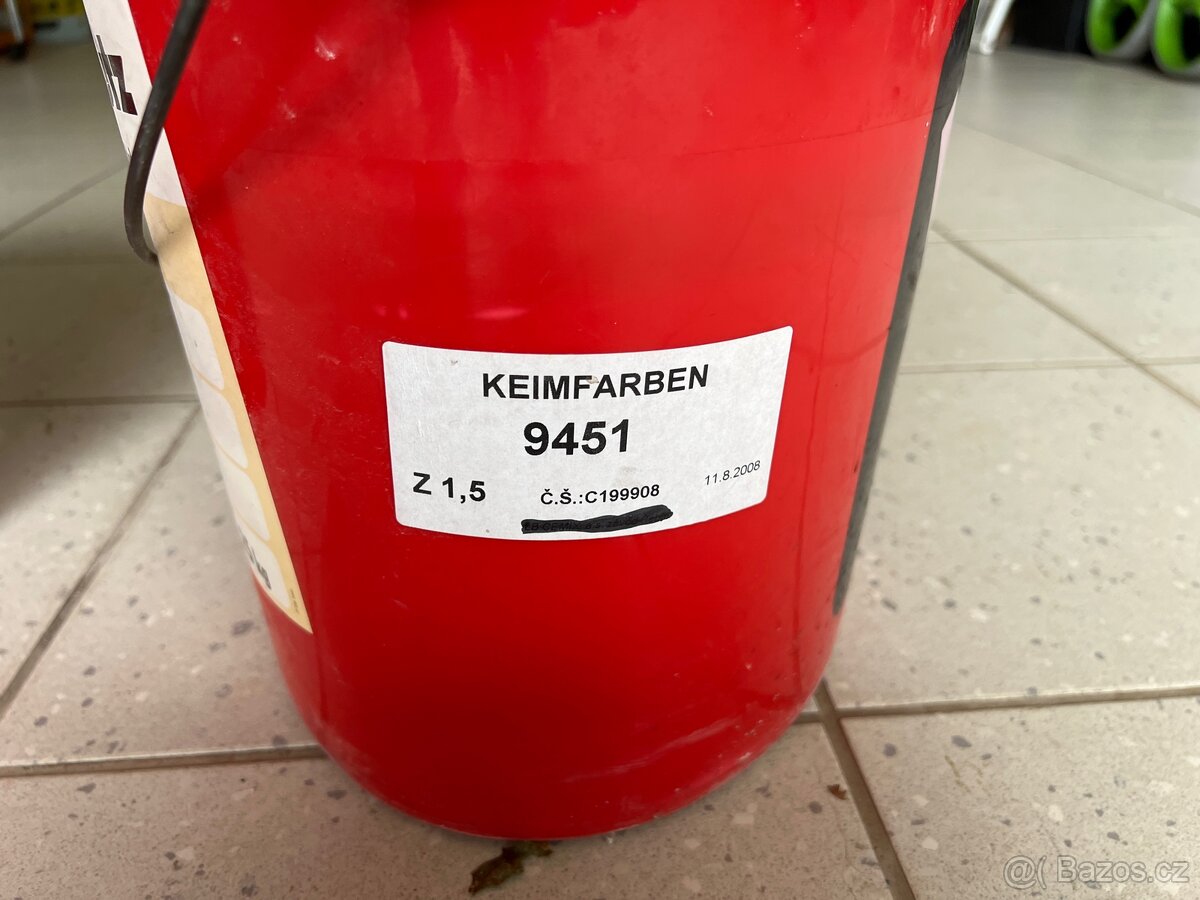 KEIMFARBEN
9451
Z 1,5
Č.Š.:C199908
11.8.2008
@( Bazos.cz